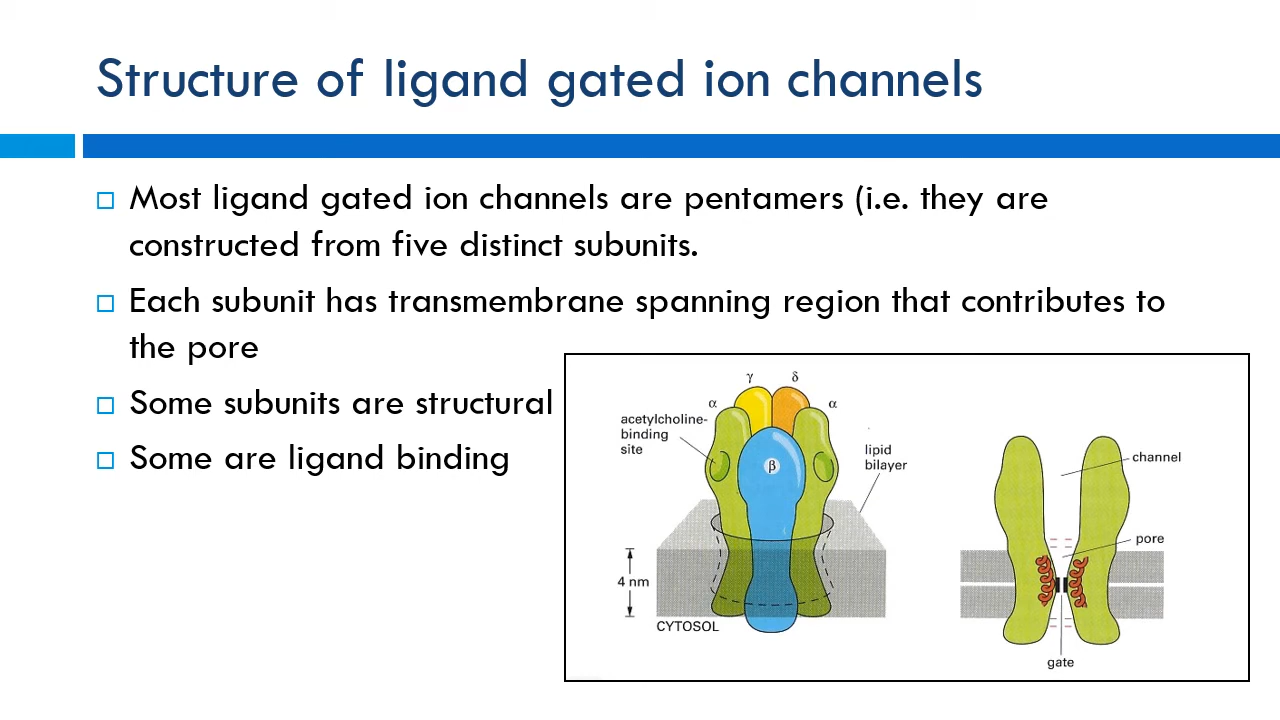 Structure of ligand gated ion channels
□ Most ligand gated ion channels are pentamers (i.e. they are
constructed from five distinct subunits.
□ Each subunit has transmembrane spanning region that contributes to
the pore
□ Some subunits are structural
□ Some are ligand binding
γ δ
α α
acetylcholine-
binding
site
β
lipid
bilayer
4 nm
CYTOSOL
channel
pore
gate